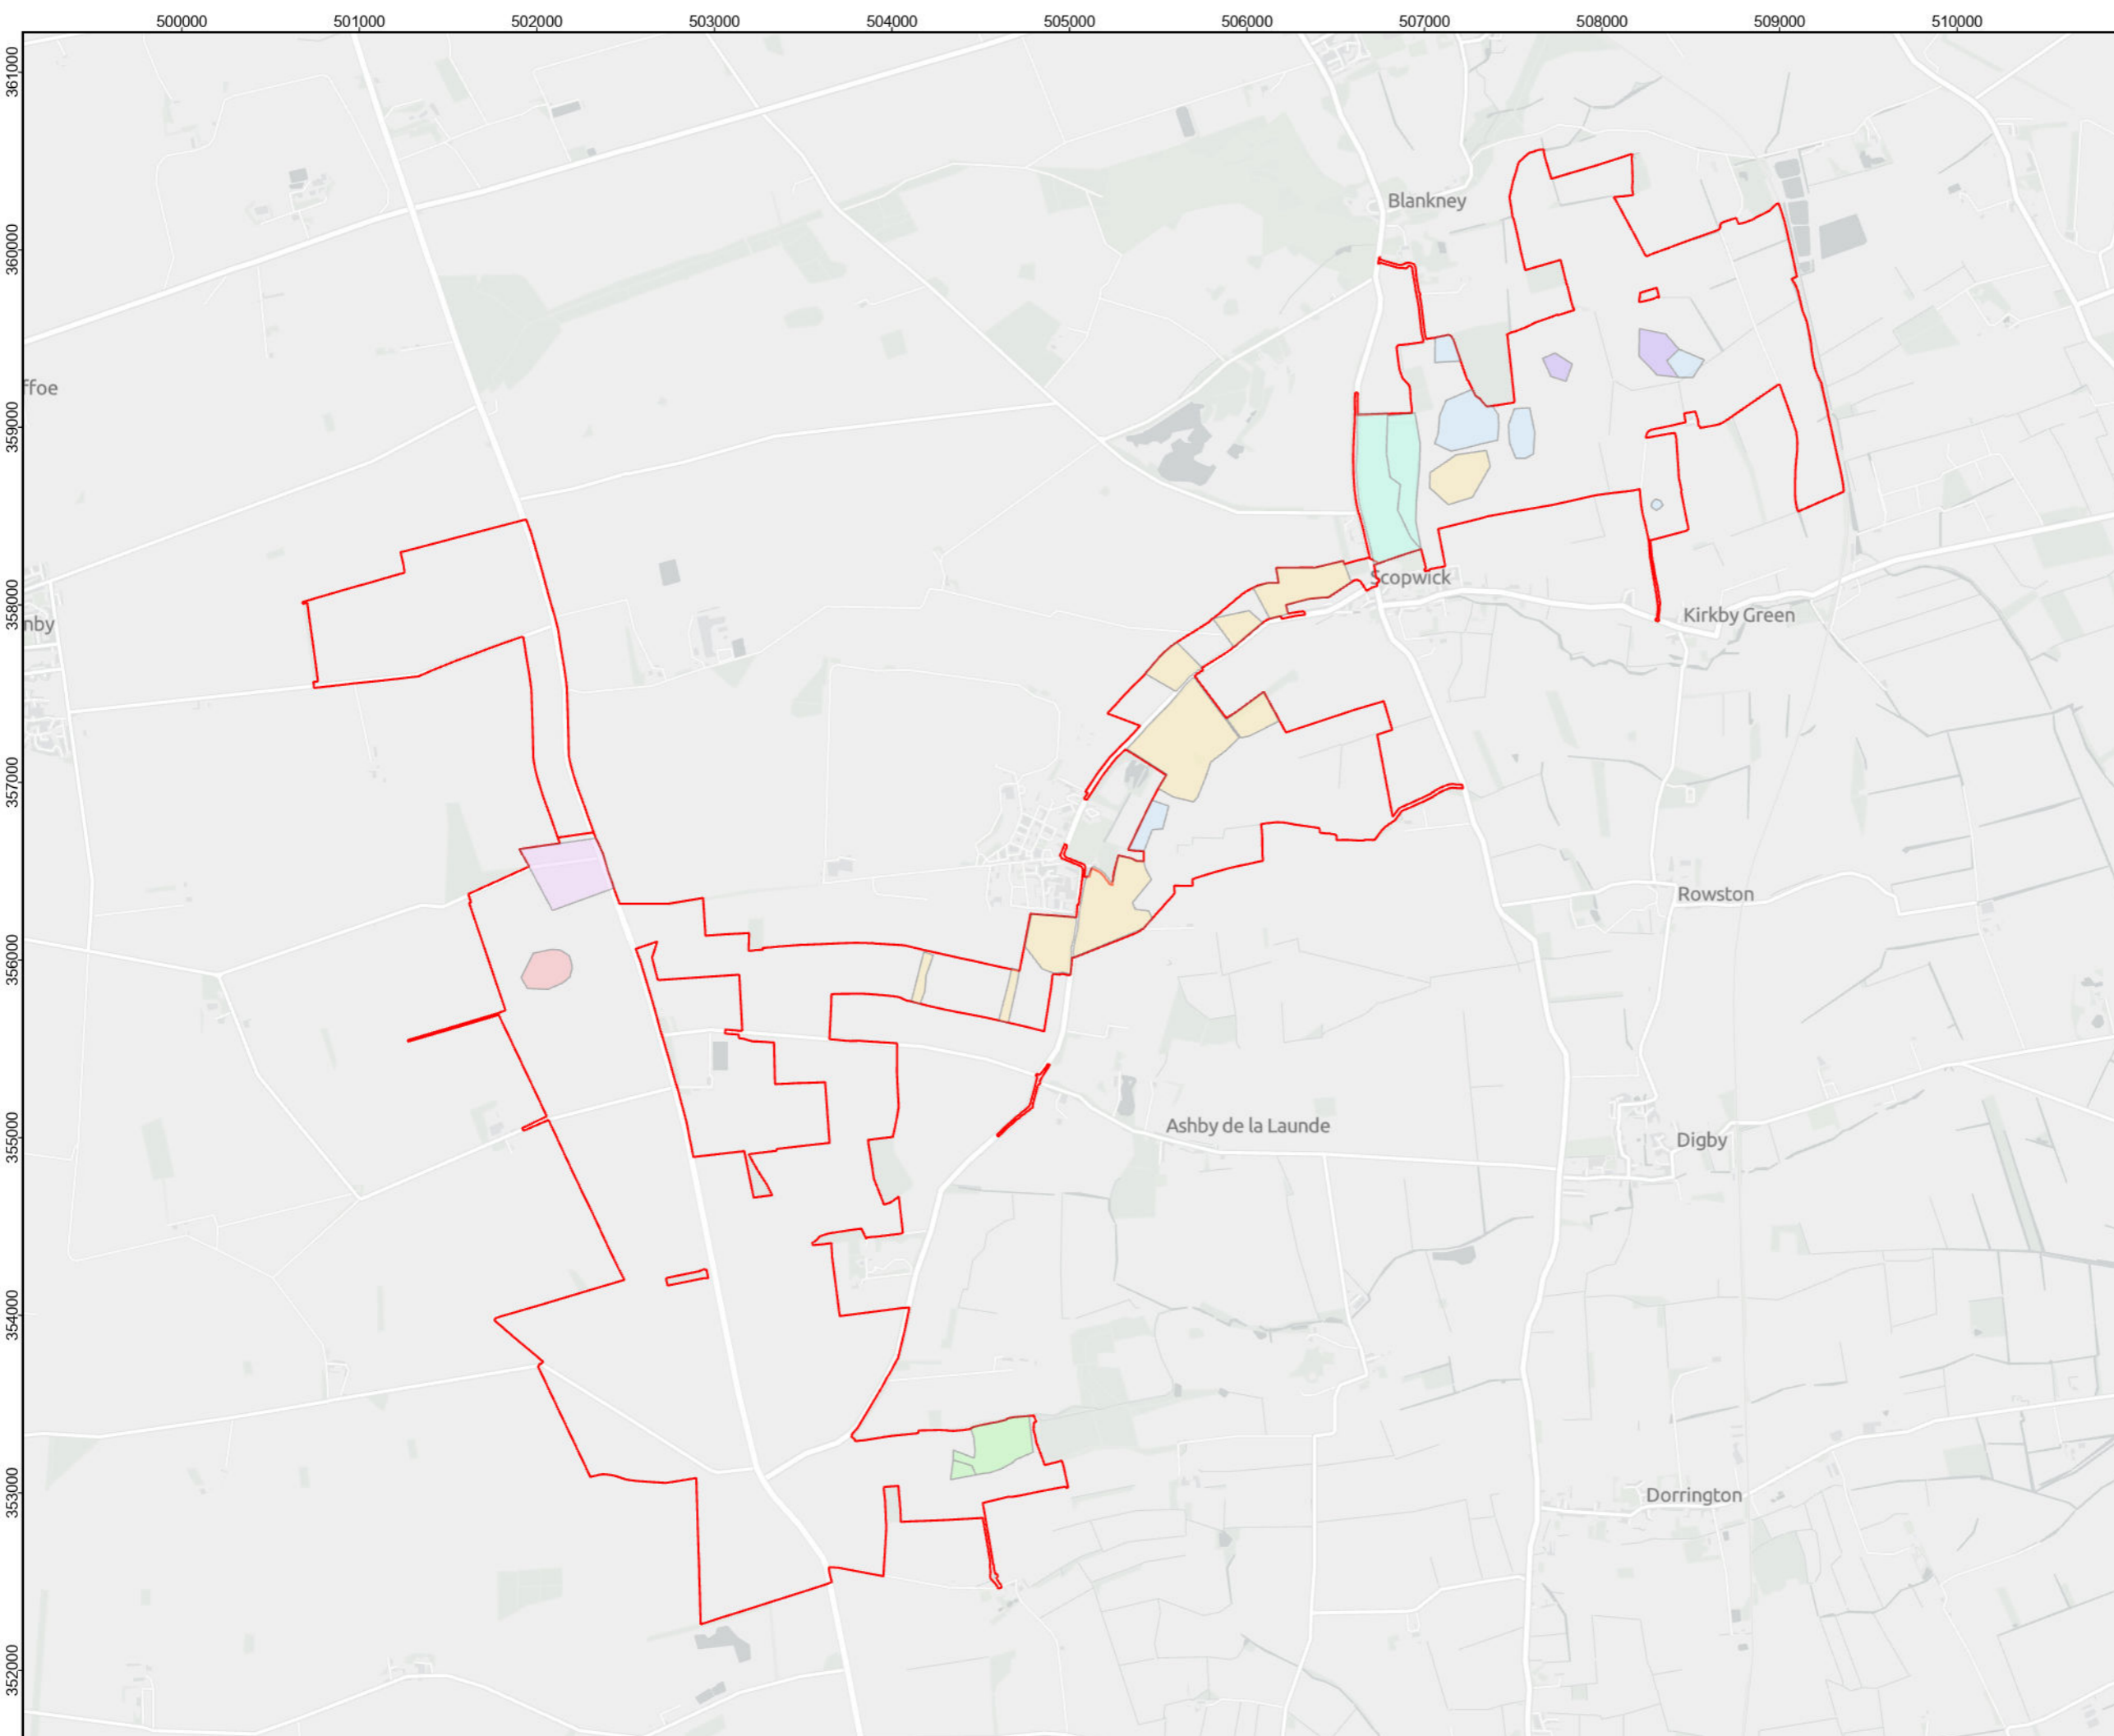 500000 501000 502000 503000 504000 505000 506000 507000 508000 509000 510000
361000
360000
359000
358000
357000
356000
355000
354000
353000
352000
Blankney
ffoe
Scopwick
Kirkby Green
nby
Rowston
Ashby de la Launde
Digby
Dorrington